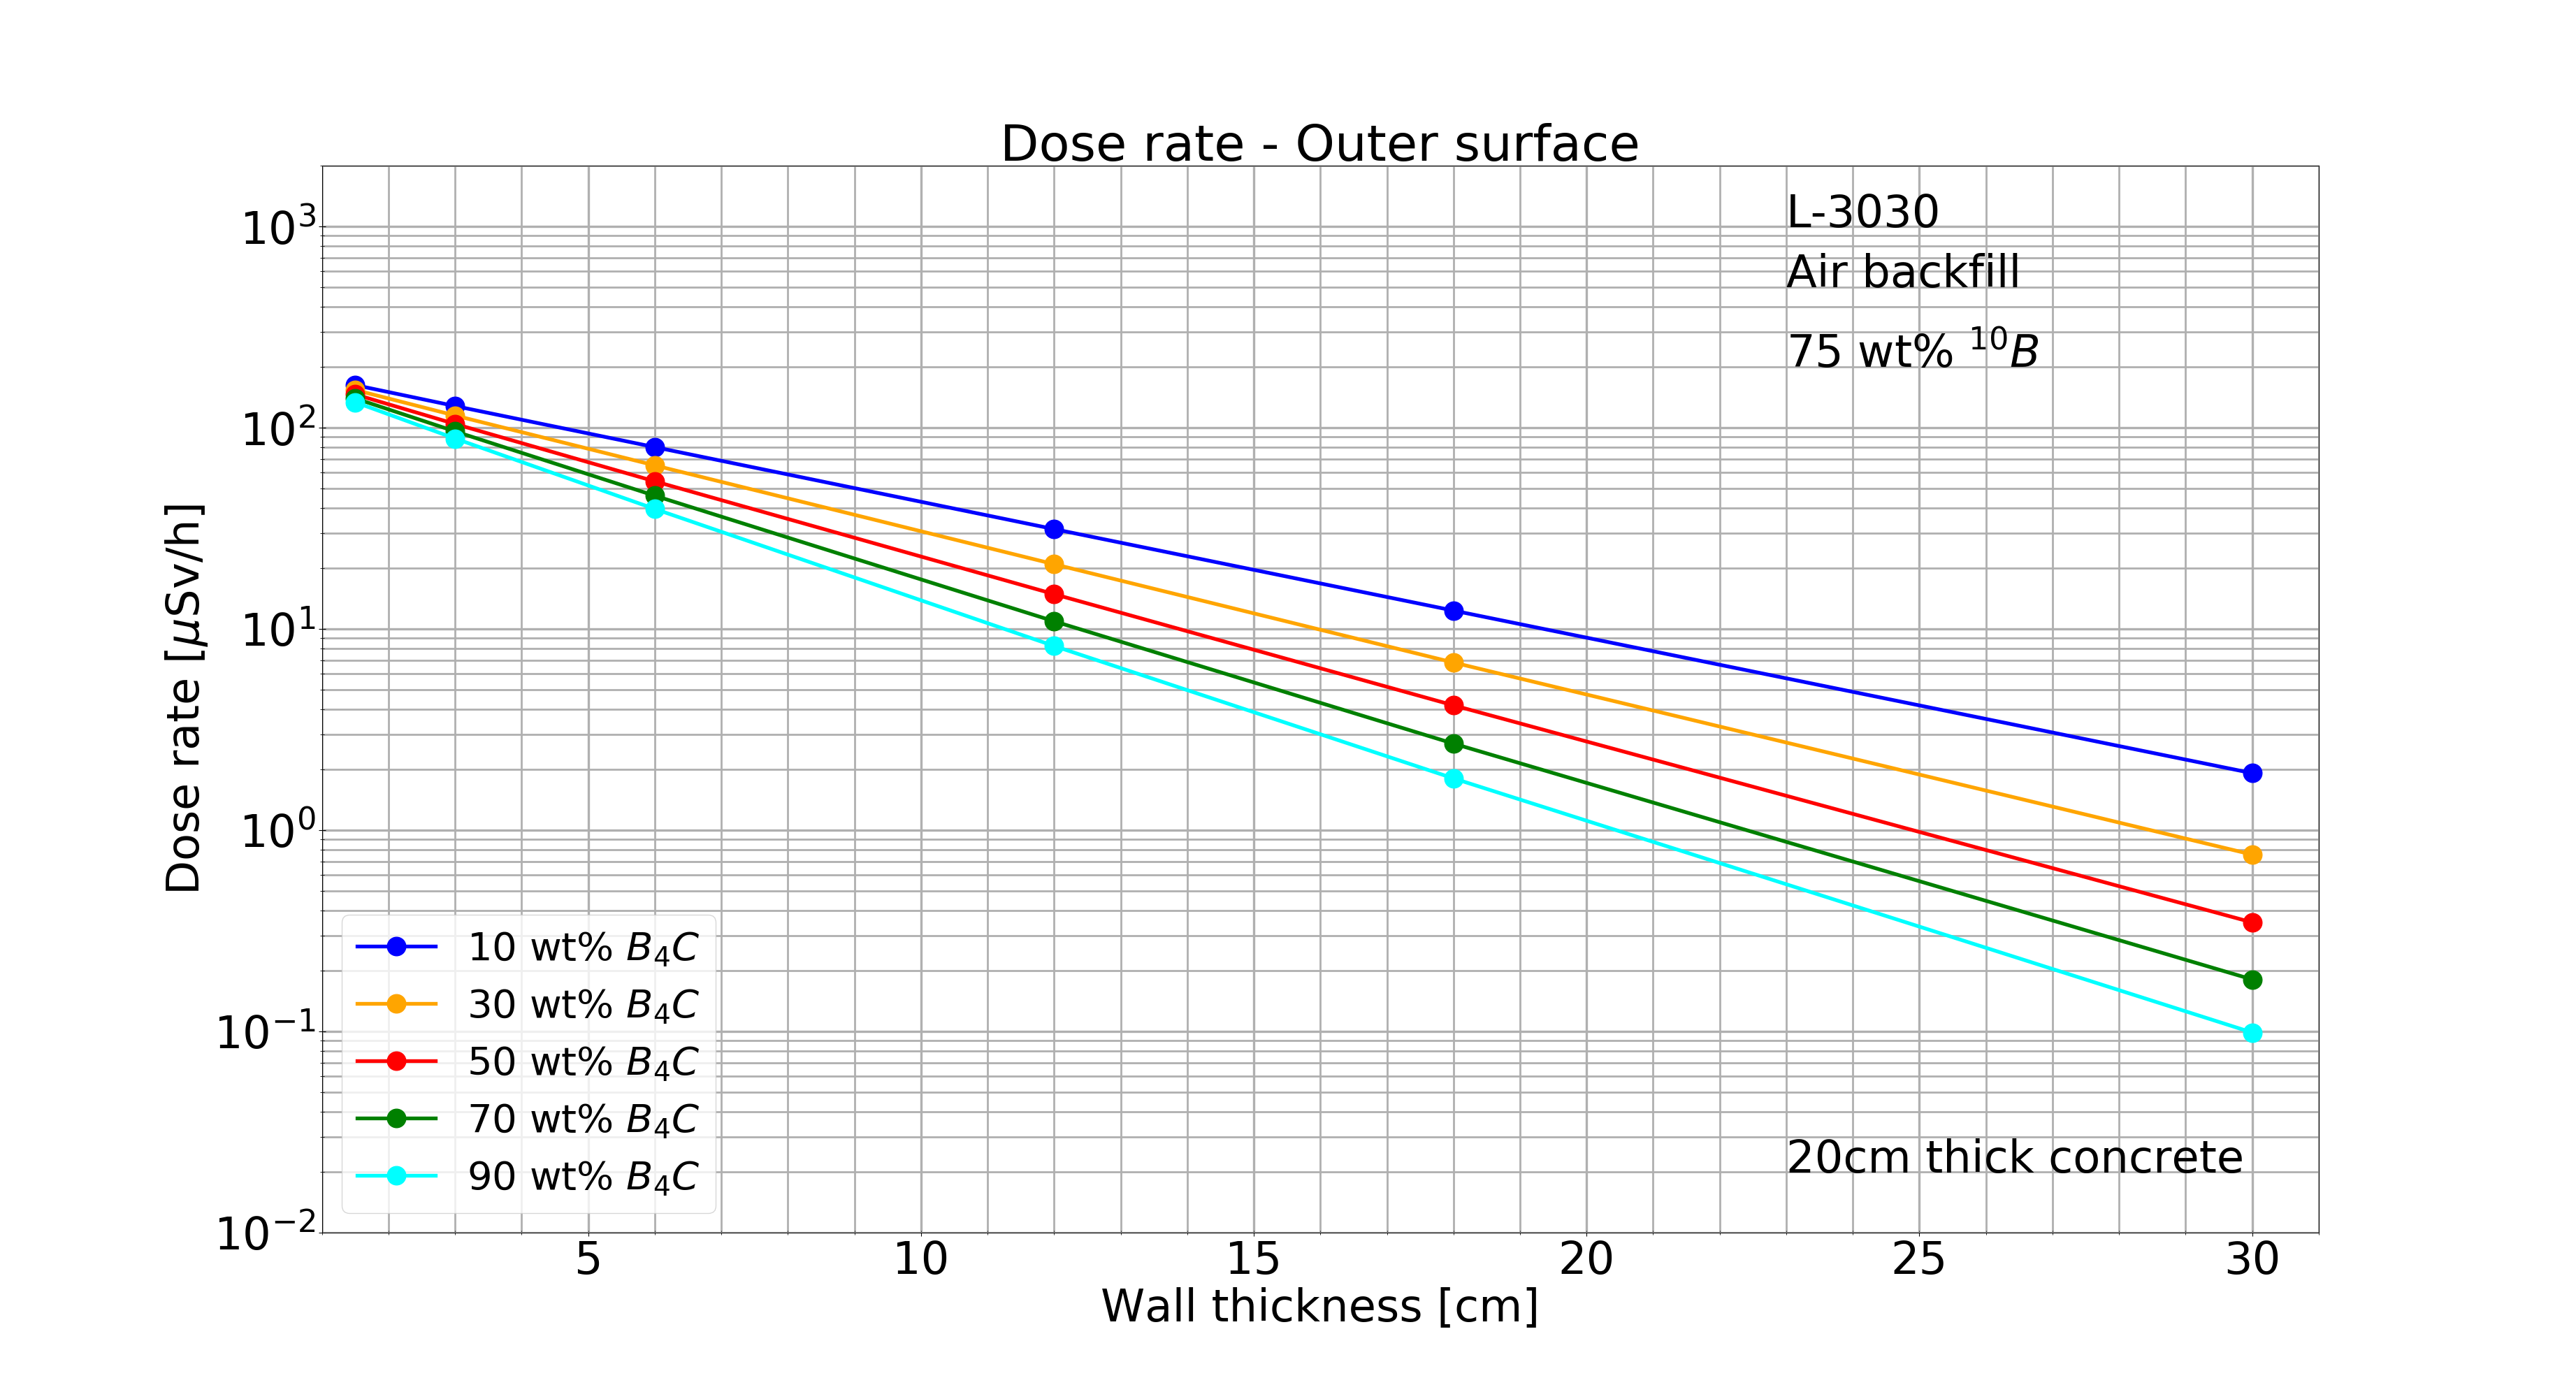 Dose rate - Outer surface
L-3030
Air backfill
75 wt% ¹⁰B
20cm thick concrete
Dose rate [μSv/h]
10³
10²
10¹
10⁰
10⁻¹
10⁻²
10 wt% B₄C
30 wt% B₄C
50 wt% B₄C
70 wt% B₄C
90 wt% B₄C
5 10 15 20 25 30
Wall thickness [cm]